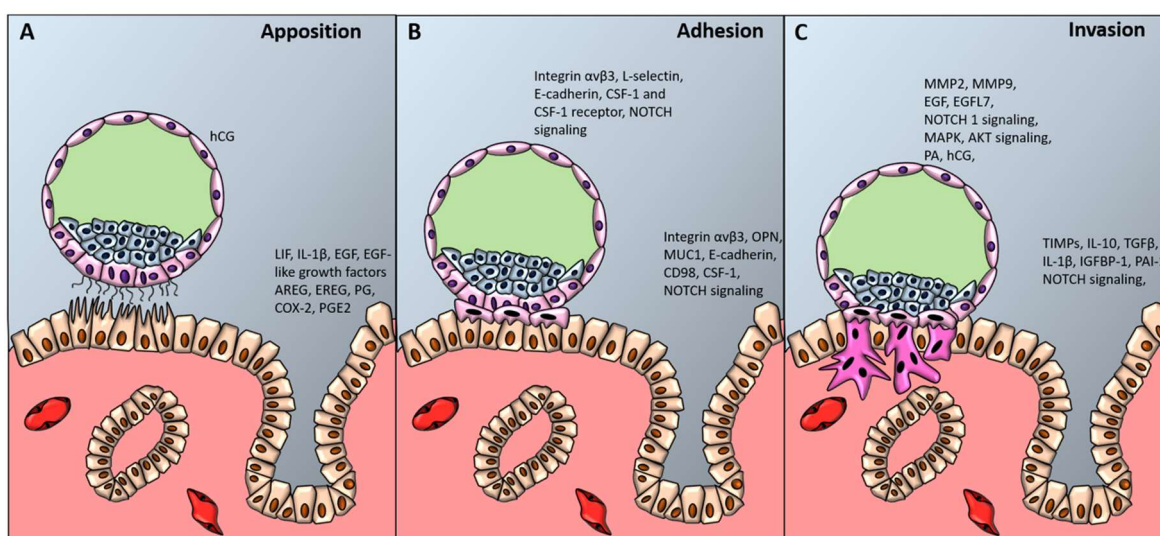 A
Apposition
hCG
LIF, IL-1β, EGF, EGF-
like growth factors
AREG, EREG, PG,
COX-2, PGE2
B
Adhesion
Integrin αvβ3, L-selectin,
E-cadherin, CSF-1 and
CSF-1 receptor, NOTCH
signaling
Integrin αvβ3, OPN,
MUC1, E-cadherin,
CD98, CSF-1,
NOTCH signaling
C
Invasion
MMP2, MMP9,
EGF, EGFL7,
NOTCH 1 signaling,
MAPK, AKT signaling,
PA, hCG,
TIMPs, IL-10, TGFβ,
IL-1β, IGFBP-1, PAI-
NOTCH signaling,